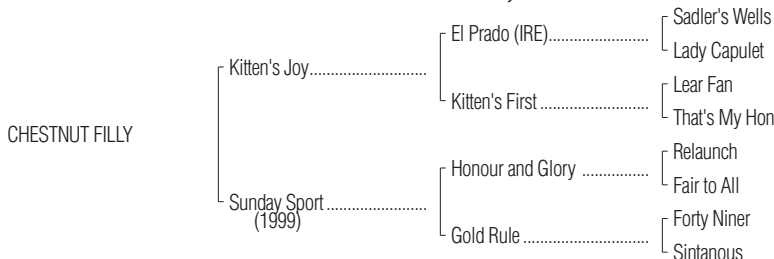 Sadler's Wells
El Prado (IRE)............................
Lady Capulet
Kitten's Joy................................
Lear Fan
Kitten's First ..............................
That's My Hon
CHESTNUT FILLY
Relaunch
Honour and Glory ..................
Fair to All
Sunday Sport ...........................
(1999)
Forty Niner
Gold Rule ...................................
Sintanous